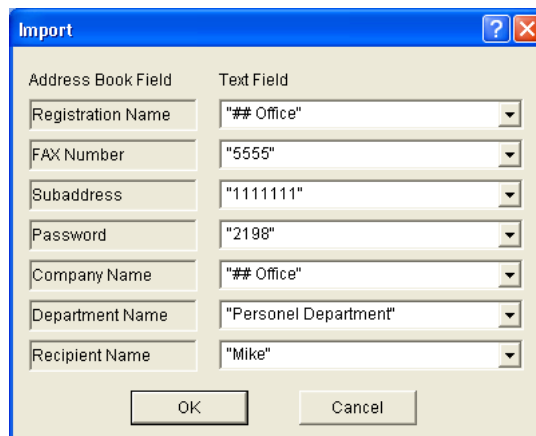 Import
Address Book Field Text Field
Registration Name "## Office"
FAX Number "5555"
Subaddress "1111111"
Password "2198"
Company Name "## Office"
Department Name "Personel Department"
Recipient Name "Mike"
OK Cancel